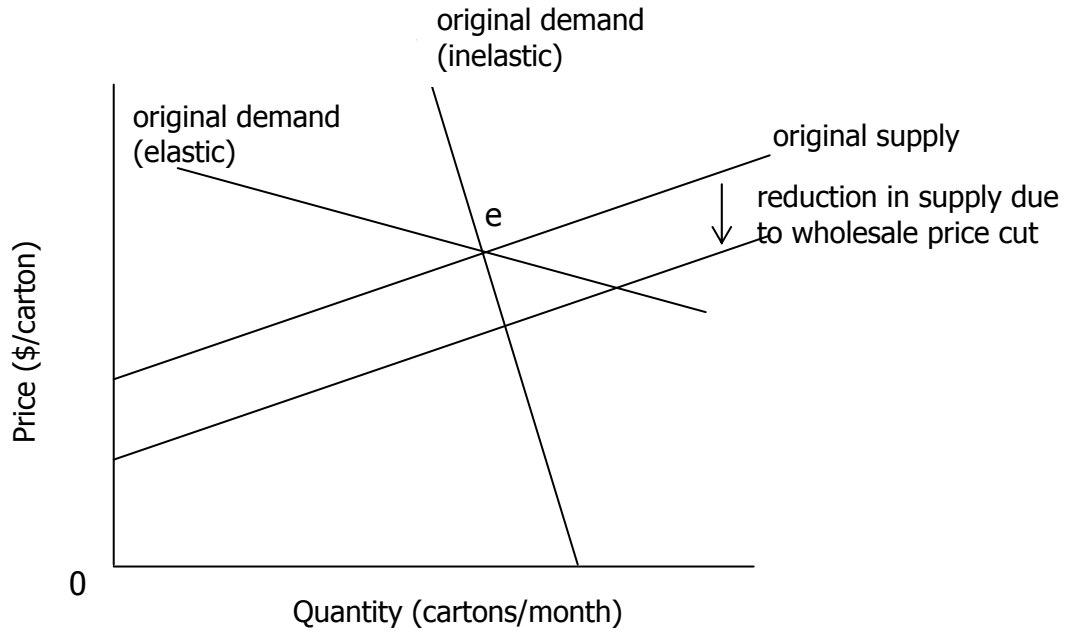 original demand
(inelastic)
original demand
(elastic)
original supply
e
reduction in supply due
to wholesale price cut
Price ($/carton)
0
Quantity (cartons/month)